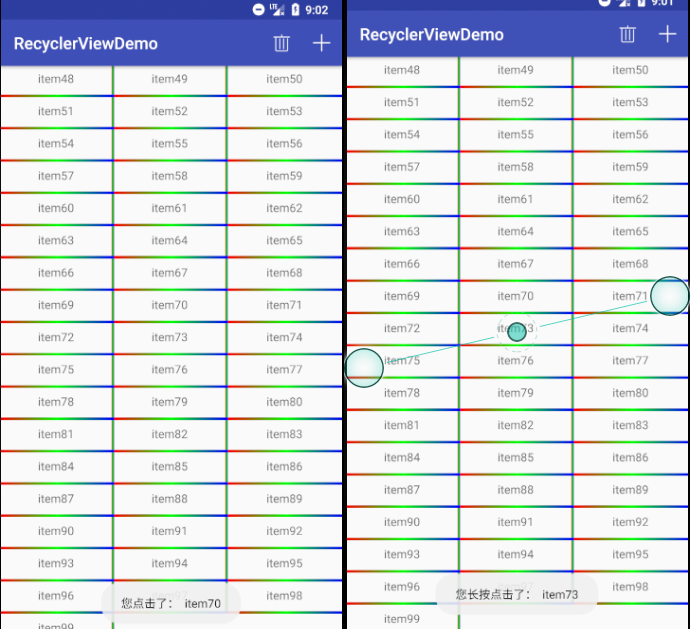 LTE 9:02
RecyclerViewDemo
item48 item49 item50
item51 item52 item53
item54 item55 item56
item57 item58 item59
item60 item61 item62
item63 item64 item65
item66 item67 item68
item69 item70 item71
item72 item73 item74
item75 item76 item77
item78 item79 item80
item81 item82 item83
item84 item85 item86
item87 item88 item89
item90 item91 item92
item93 item94 item95
item96 item98
您点击了： item70
item99
9:01
RecyclerViewDemo
item48 item49 item50
item51 item52 item53
item54 item55 item56
item57 item58 item59
item60 item61 item62
item63 item64 item65
item66 item67 item68
item69 item70 item71
item72 item73 item74
item75 item76 item77
item78 item79 item80
item81 item82 item83
item84 item85 item86
item87 item88 item89
item90 item91 item92
item93 item94 item95
item96 item98
您长按点击了： item73
item99